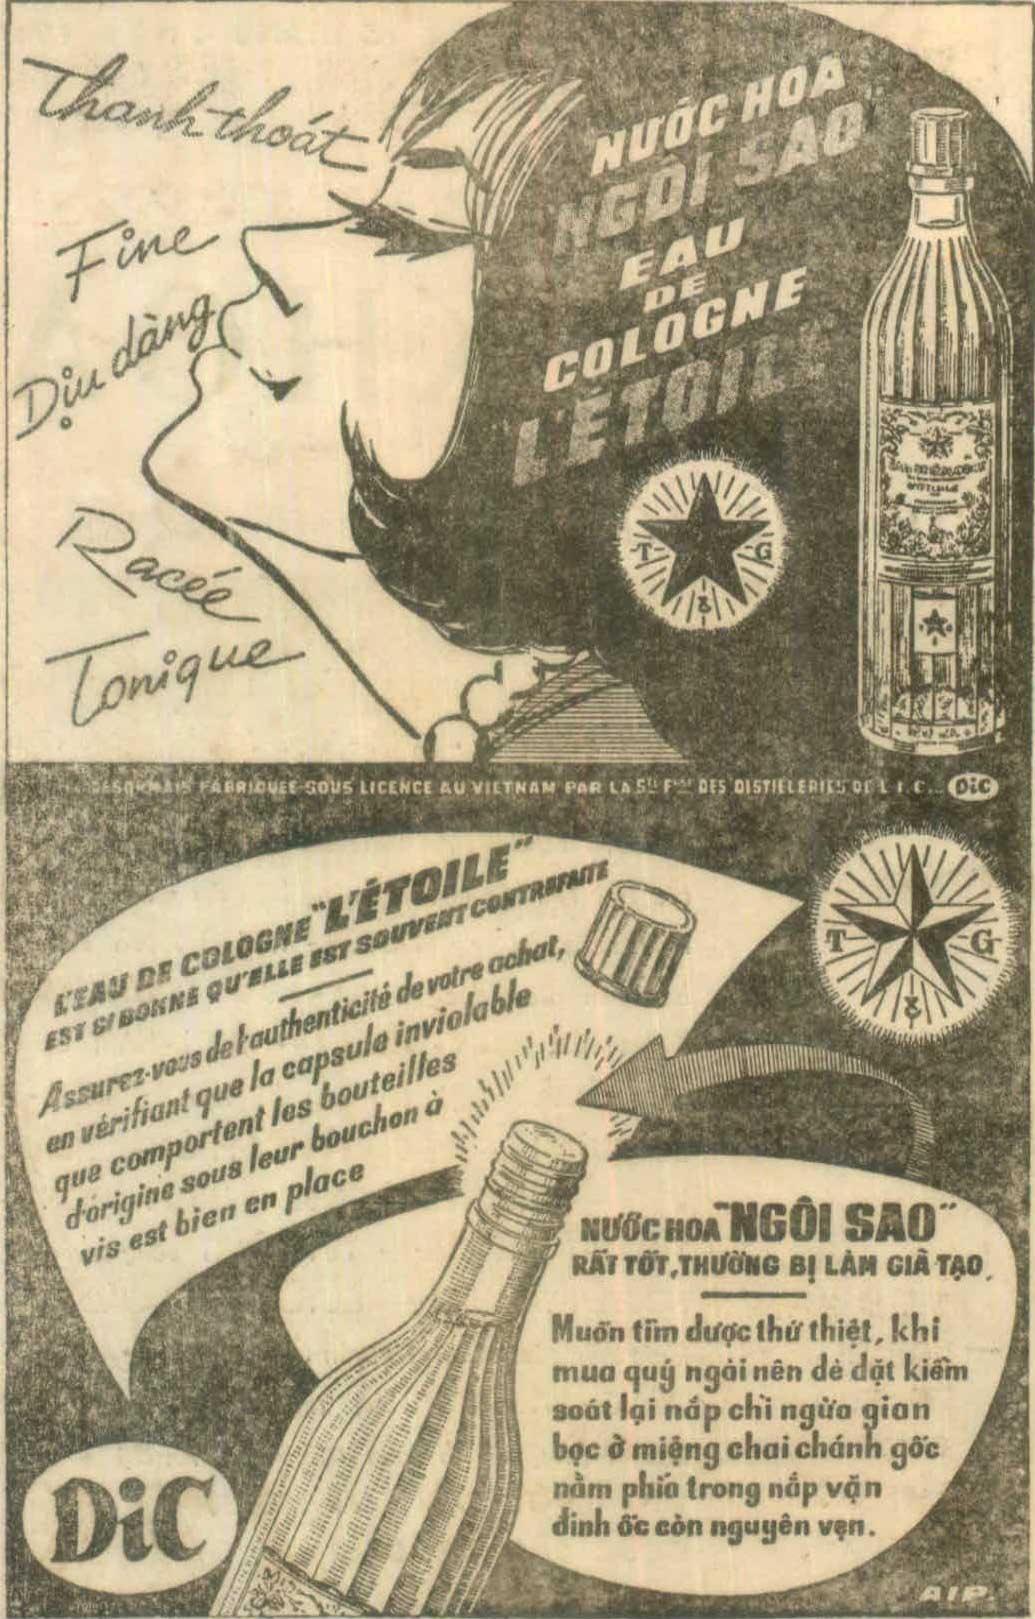 Thanh-thoát
Fine
Dịu dàng
Racée
Tonique
NƯỚC HOA
"NGÔI SAO"
EAU
DE
COLOGNE
"L'ÉTOILE"
T G
&
DESORMAIS FABRIQUEE SOUS LICENCE AU VIETNAM PAR LA Sté Fse DES DISTILLERIES DE L'I.C.
DiC
L'EAU DE COLOGNE "L'ÉTOILE"
EST SI BONNE QU'ELLE EST SOUVENT CONTREFAITE
Assurez-vous de l'authenticité de votre achat,
en vérifiant que la capsule inviolable
que comportent les bouteilles
d'origine sous leur bouchon à
vis est bien en place
T G
&
NƯỚC HOA "NGÔI SAO"
RẤT TỐT, THƯỜNG BỊ LÀM GIẢ TẠO.
Muốn tìm được thứ thiệt, khi
mua quý ngài nên dè dặt kiểm
soát lại nắp chì ngừa gian
bọc ở miệng chai chánh gốc
nằm phía trong nắp vặn
đinh ốc còn nguyên vẹn.
DiC
AIP.